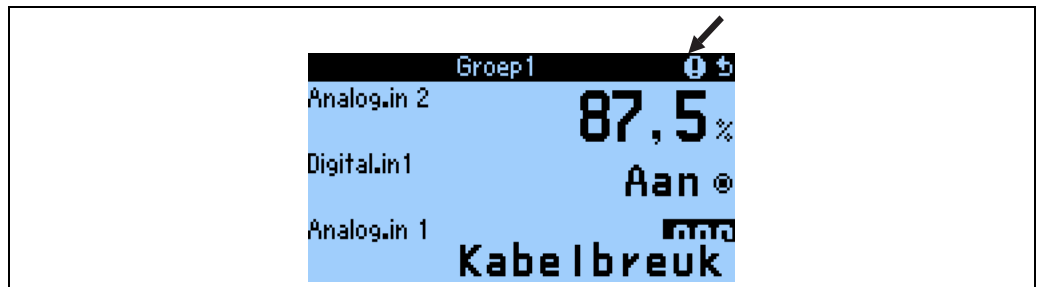 Groep1
Analog.in 2
87,5 %
Digital.in1
Aan
Analog.in 1
Kabelbreuk